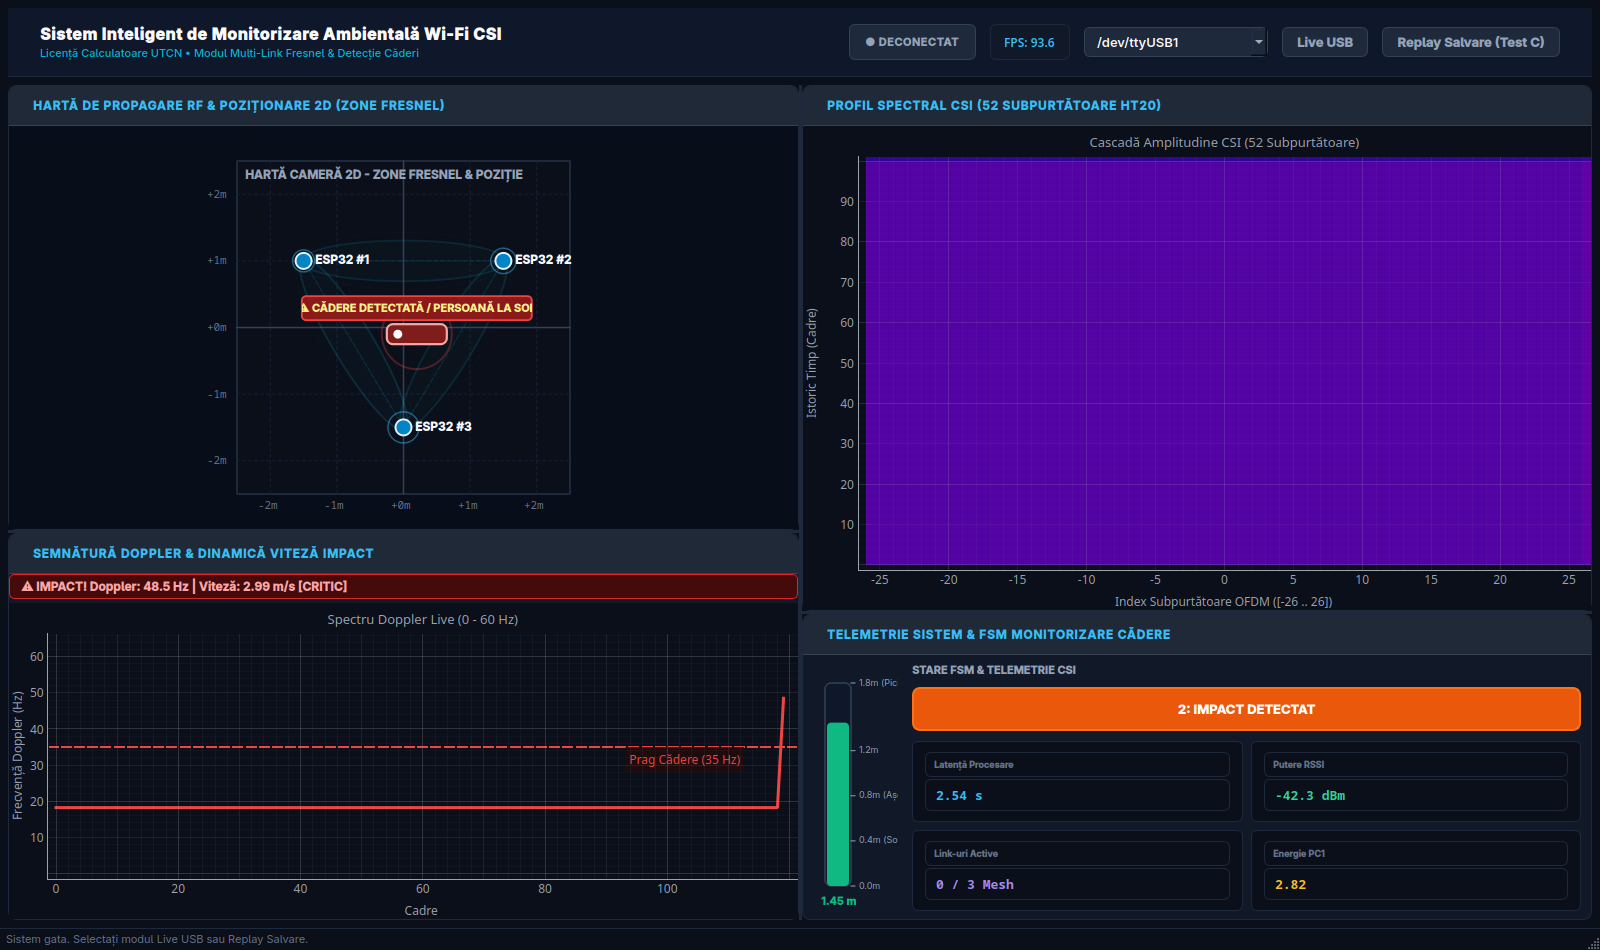 Sistem Inteligent de Monitorizare Ambientală Wi-Fi CSI
Licență Calculatoare UTCN • Modul Multi-Link Fresnel & Detecție Căderi
● DECONECTAT
FPS: 93.6
/dev/ttyUSB1
Live USB
Replay Salvare (Test C)
HARTĂ DE PROPAGARE RF & POZIȚIONARE 2D (ZONE FRESNEL)
HARTĂ CAMERĂ 2D - ZONE FRESNEL & POZIȚIE
+2m
+1m
+0m
-1m
-2m
ESP32 #1
ESP32 #2
⚠ CĂDERE DETECTATĂ / PERSOANĂ LA SOL
ESP32 #3
-2m
-1m
+0m
+1m
+2m
PROFIL SPECTRAL CSI (52 SUBPURTĂTOARE HT20)
Cascadă Amplitudine CSI (52 Subpurtătoare)
Istoric Timp (Cadre)
90
80
70
60
50
40
30
20
10
-25
-20
-15
-10
-5
0
5
10
15
20
25
Index Subpurtătoare OFDM ([-26 .. 26])
SEMNĂTURĂ DOPPLER & DINAMICĂ VITEZĂ IMPACT
⚠ IMPACT! Doppler: 48.5 Hz | Viteză: 2.99 m/s [CRITIC]
Spectru Doppler Live (0 - 60 Hz)
Frecvență Doppler (Hz)
60
50
40
30
20
10
Prag Cădere (35 Hz)
0
20
40
60
80
100
Cadre
TELEMETRIE SISTEM & FSM MONITORIZARE CĂDERE
1.8m (Pic
1.2m
0.8m (Aș
0.4m (So
0.0m
1.45 m
STARE FSM & TELEMETRIE CSI
2: IMPACT DETECTAT
Latență Procesare
2.54 s
Putere RSSI
-42.3 dBm
Link-uri Active
0 / 3 Mesh
Energie PC1
2.82
Sistem gata. Selectați modul Live USB sau Replay Salvare.